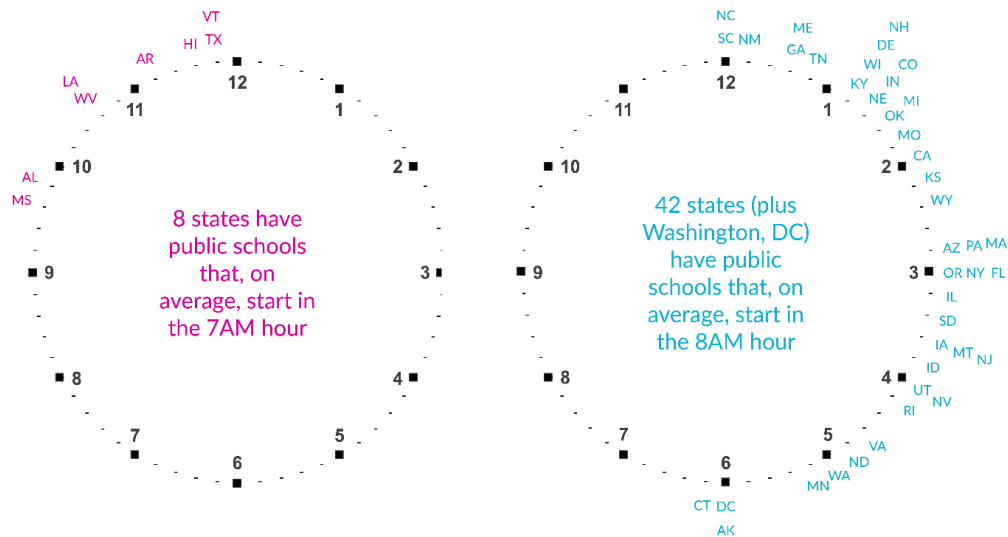 VT
HI TX
AR
LA
WV
AL
MS
12
1
2
3
4
5
6
7
8
9
10
11
8 states have
public schools
that, on
average, start in
the 7AM hour
NC
SC NM
ME
GA TN
NH
DE
WI CO
KY IN
NE MI
OK
MO
CA
KS
WY
AZ PA MA
OR NY FL
IL
SD
IA MT NJ
ID
UT NV
RI
VA
ND
WA
MN
CT DC
AK
12
1
2
3
4
5
6
7
8
9
10
11
42 states (plus
Washington, DC)
have public
schools that, on
average, start in
the 8AM hour